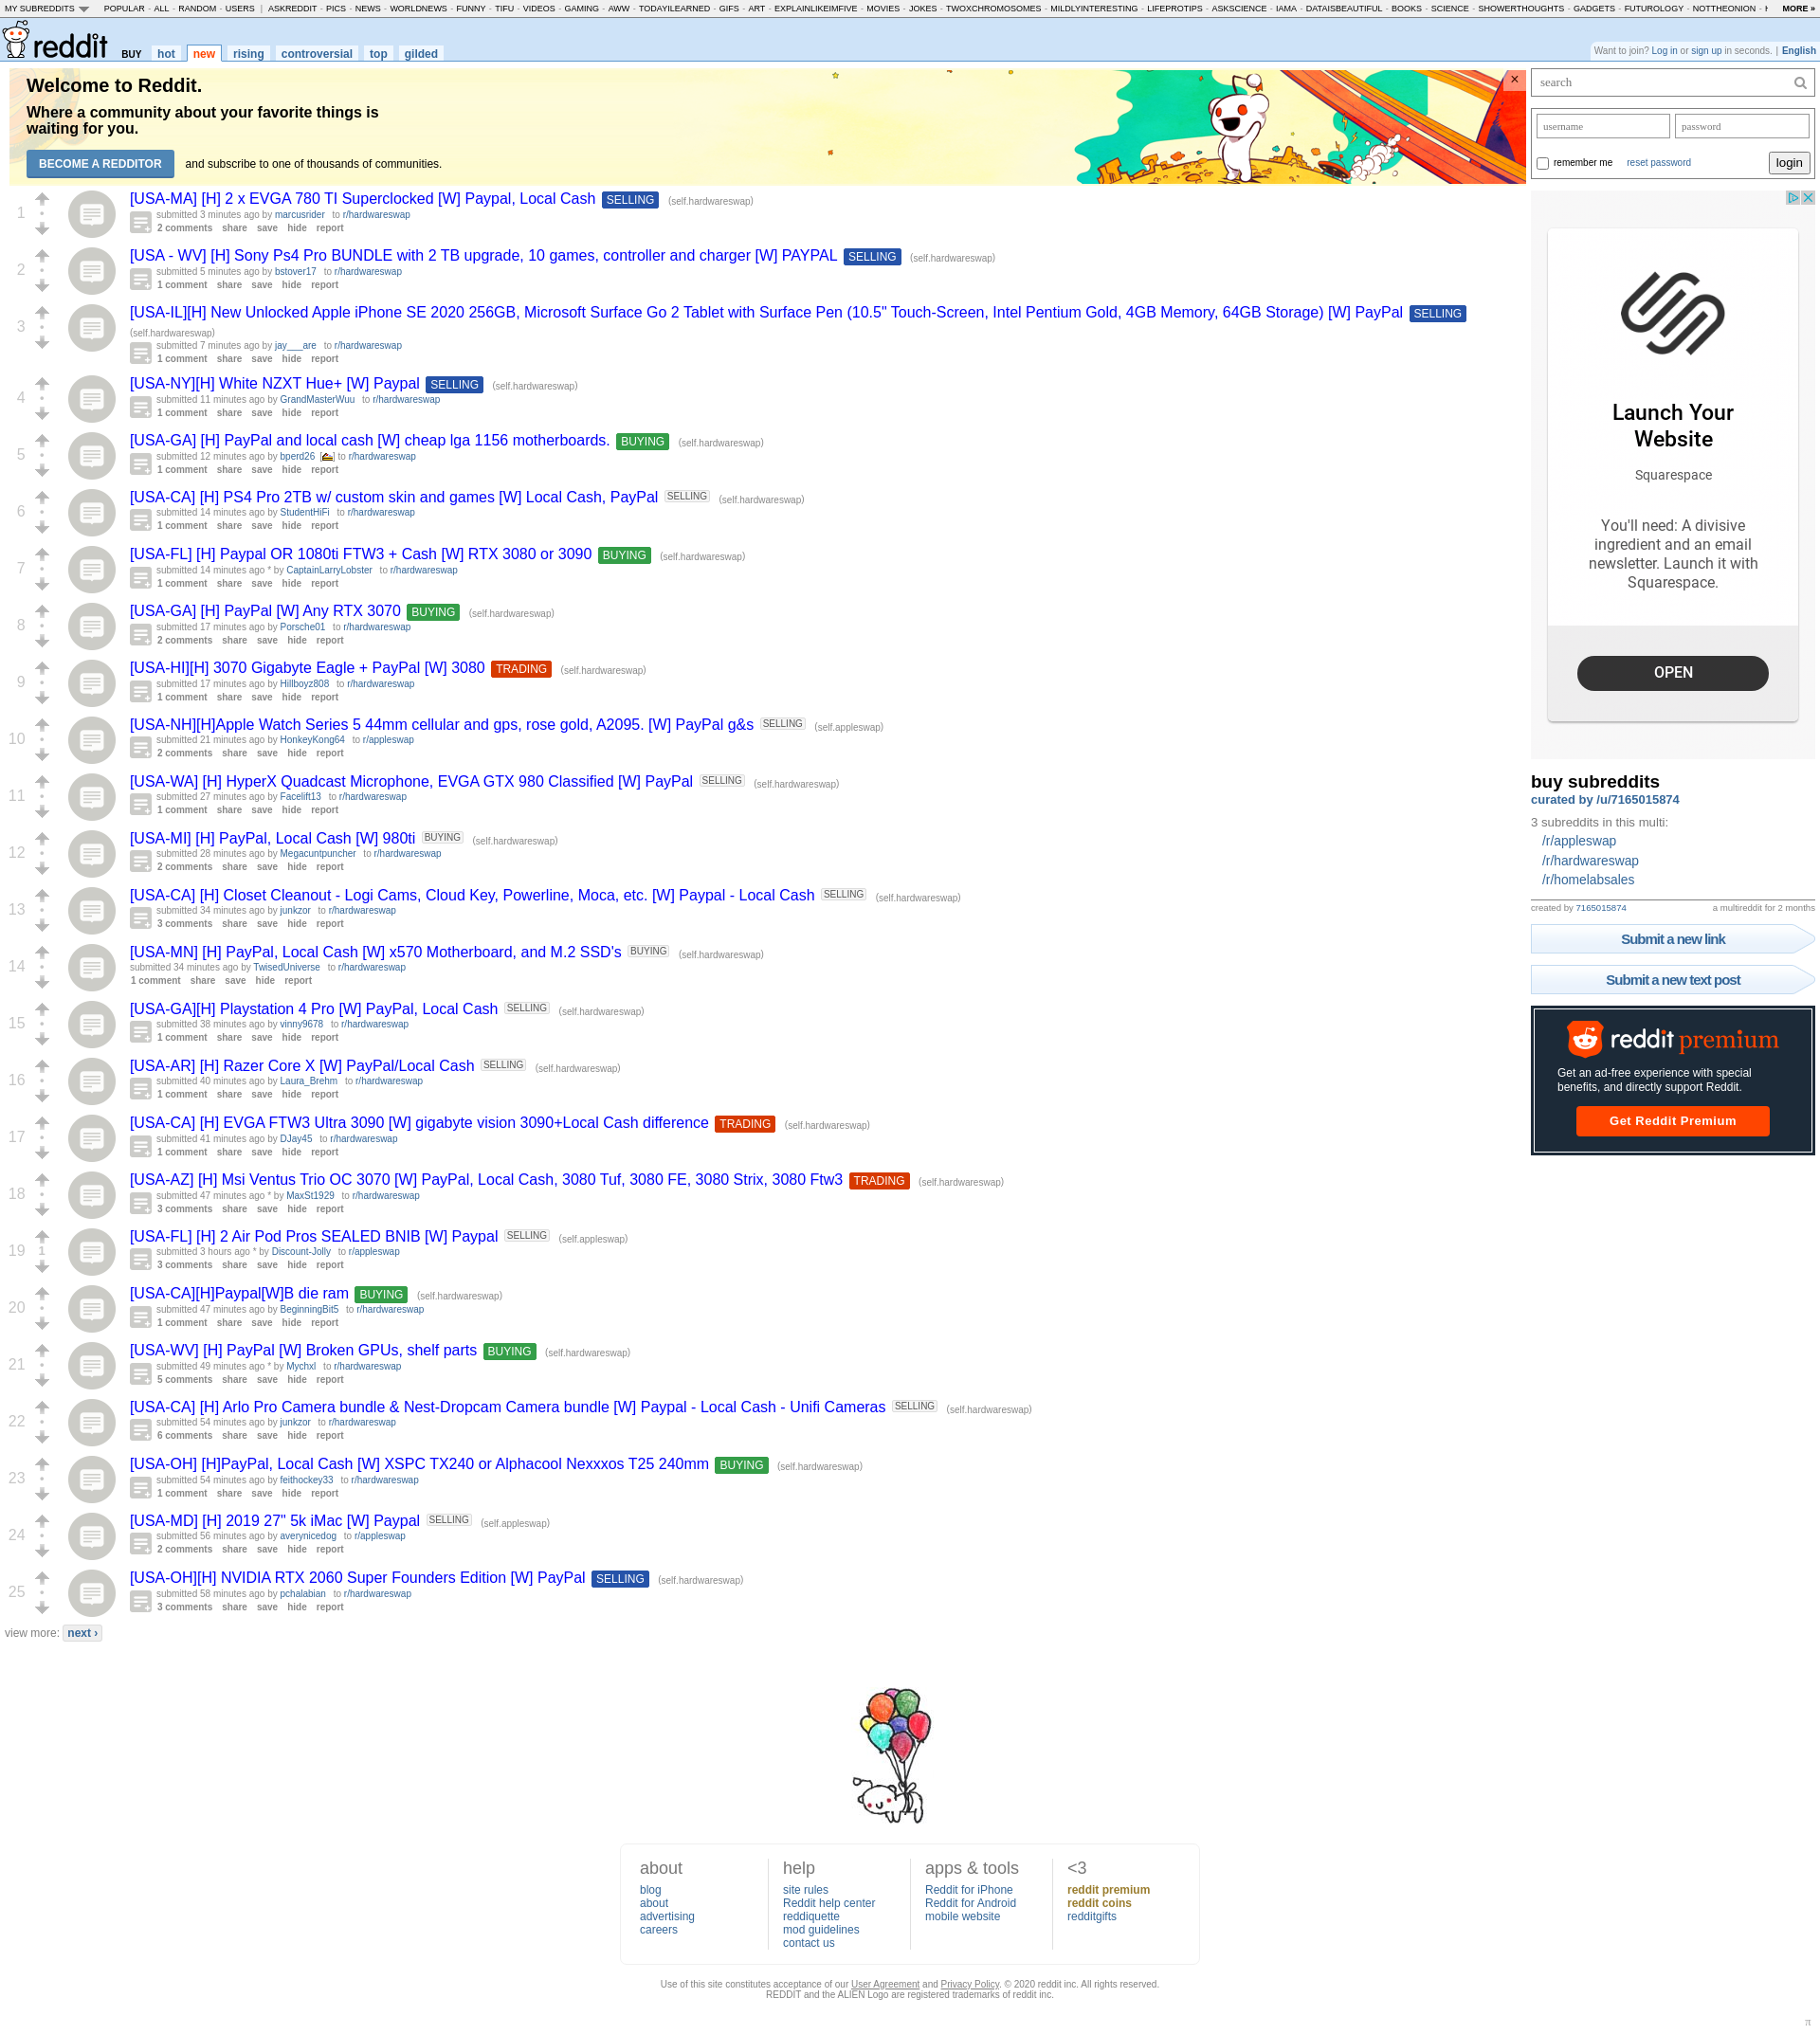 MY SUBREDDITS POPULAR - ALL - RANDOM - USERS | ASKREDDIT - PICS - NEWS - WORLDNEWS - FUNNY - TIFU - VIDEOS - GAMING - AWW - TODAYILEARNED - GIFS - ART - EXPLAINLIKEIMFIVE - MOVIES - JOKES - TWOXCHROMOSOMES - MILDLYINTERESTING - LIFEPROTIPS - ASKSCIENCE - IAMA - DATAISBEAUTIFUL - BOOKS - SCIENCE - SHOWERTHOUGHTS - GADGETS - FUTUROLOGY - NOTTHEONION - MORE »
reddit BUY hot new rising controversial top gilded
Want to join? Log in or sign up in seconds. | English
Welcome to Reddit.
Where a community about your favorite things is
waiting for you.
BECOME A REDDITOR and subscribe to one of thousands of communities.
×
1
[USA-MA] [H] 2 x EVGA 780 TI Superclocked [W] Paypal, Local Cash SELLING (self.hardwareswap)
submitted 3 minutes ago by marcusrider to r/hardwareswap
2 comments share save hide report
2
[USA - WV] [H] Sony Ps4 Pro BUNDLE with 2 TB upgrade, 10 games, controller and charger [W] PAYPAL SELLING (self.hardwareswap)
submitted 5 minutes ago by bstover17 to r/hardwareswap
1 comment share save hide report
3
[USA-IL][H] New Unlocked Apple iPhone SE 2020 256GB, Microsoft Surface Go 2 Tablet with Surface Pen (10.5" Touch-Screen, Intel Pentium Gold, 4GB Memory, 64GB Storage) [W] PayPal SELLING
(self.hardwareswap)
submitted 7 minutes ago by jay___are to r/hardwareswap
1 comment share save hide report
4
[USA-NY][H] White NZXT Hue+ [W] Paypal SELLING (self.hardwareswap)
submitted 11 minutes ago by GrandMasterWuu to r/hardwareswap
1 comment share save hide report
5
[USA-GA] [H] PayPal and local cash [W] cheap lga 1156 motherboards. BUYING (self.hardwareswap)
submitted 12 minutes ago by bperd26 [] to r/hardwareswap
1 comment share save hide report
6
[USA-CA] [H] PS4 Pro 2TB w/ custom skin and games [W] Local Cash, PayPal SELLING (self.hardwareswap)
submitted 14 minutes ago by StudentHiFi to r/hardwareswap
1 comment share save hide report
7
[USA-FL] [H] Paypal OR 1080ti FTW3 + Cash [W] RTX 3080 or 3090 BUYING (self.hardwareswap)
submitted 14 minutes ago * by CaptainLarryLobster to r/hardwareswap
1 comment share save hide report
8
[USA-GA] [H] PayPal [W] Any RTX 3070 BUYING (self.hardwareswap)
submitted 17 minutes ago by Porsche01 to r/hardwareswap
2 comments share save hide report
9
[USA-HI][H] 3070 Gigabyte Eagle + PayPal [W] 3080 TRADING (self.hardwareswap)
submitted 17 minutes ago by Hillboyz808 to r/hardwareswap
1 comment share save hide report
10
[USA-NH][H]Apple Watch Series 5 44mm cellular and gps, rose gold, A2095. [W] PayPal g&s SELLING (self.appleswap)
submitted 21 minutes ago by HonkeyKong64 to r/appleswap
2 comments share save hide report
11
[USA-WA] [H] HyperX Quadcast Microphone, EVGA GTX 980 Classified [W] PayPal SELLING (self.hardwareswap)
submitted 27 minutes ago by Facelift13 to r/hardwareswap
1 comment share save hide report
12
[USA-MI] [H] PayPal, Local Cash [W] 980ti BUYING (self.hardwareswap)
submitted 28 minutes ago by Megacuntpuncher to r/hardwareswap
2 comments share save hide report
13
[USA-CA] [H] Closet Cleanout - Logi Cams, Cloud Key, Powerline, Moca, etc. [W] Paypal - Local Cash SELLING (self.hardwareswap)
submitted 34 minutes ago by junkzor to r/hardwareswap
3 comments share save hide report
14
[USA-MN] [H] PayPal, Local Cash [W] x570 Motherboard, and M.2 SSD's BUYING (self.hardwareswap)
submitted 34 minutes ago by TwisedUniverse to r/hardwareswap
1 comment share save hide report
15
[USA-GA][H] Playstation 4 Pro [W] PayPal, Local Cash SELLING (self.hardwareswap)
submitted 38 minutes ago by vinny9678 to r/hardwareswap
1 comment share save hide report
16
[USA-AR] [H] Razer Core X [W] PayPal/Local Cash SELLING (self.hardwareswap)
submitted 40 minutes ago by Laura_Brehm to r/hardwareswap
1 comment share save hide report
17
[USA-CA] [H] EVGA FTW3 Ultra 3090 [W] gigabyte vision 3090+Local Cash difference TRADING (self.hardwareswap)
submitted 41 minutes ago by DJay45 to r/hardwareswap
1 comment share save hide report
18
[USA-AZ] [H] Msi Ventus Trio OC 3070 [W] PayPal, Local Cash, 3080 Tuf, 3080 FE, 3080 Strix, 3080 Ftw3 TRADING (self.hardwareswap)
submitted 47 minutes ago * by MaxSt1929 to r/hardwareswap
3 comments share save hide report
19 1
[USA-FL] [H] 2 Air Pod Pros SEALED BNIB [W] Paypal SELLING (self.appleswap)
submitted 3 hours ago * by Discount-Jolly to r/appleswap
3 comments share save hide report
20
[USA-CA][H]Paypal[W]B die ram BUYING (self.hardwareswap)
submitted 47 minutes ago by BeginningBit5 to r/hardwareswap
1 comment share save hide report
21
[USA-WV] [H] PayPal [W] Broken GPUs, shelf parts BUYING (self.hardwareswap)
submitted 49 minutes ago * by Mychxl to r/hardwareswap
5 comments share save hide report
22
[USA-CA] [H] Arlo Pro Camera bundle & Nest-Dropcam Camera bundle [W] Paypal - Local Cash - Unifi Cameras SELLING (self.hardwareswap)
submitted 54 minutes ago by junkzor to r/hardwareswap
6 comments share save hide report
23
[USA-OH] [H]PayPal, Local Cash [W] XSPC TX240 or Alphacool Nexxxos T25 240mm BUYING (self.hardwareswap)
submitted 54 minutes ago by feithockey33 to r/hardwareswap
1 comment share save hide report
24
[USA-MD] [H] 2019 27" 5k iMac [W] Paypal SELLING (self.appleswap)
submitted 56 minutes ago by averynicedog to r/appleswap
2 comments share save hide report
25
[USA-OH][H] NVIDIA RTX 2060 Super Founders Edition [W] PayPal SELLING (self.hardwareswap)
submitted 58 minutes ago by pchalabian to r/hardwareswap
3 comments share save hide report
view more: next ›
search
username password
remember me reset password login
Launch Your
Website
Squarespace
You'll need: A divisive
ingredient and an email
newsletter. Launch it with
Squarespace.
OPEN
buy subreddits
curated by /u/7165015874
3 subreddits in this multi:
/r/appleswap
/r/hardwareswap
/r/homelabsales
created by 7165015874 a multireddit for 2 months
Submit a new link
Submit a new text post
reddit premium
Get an ad-free experience with special
benefits, and directly support Reddit.
Get Reddit Premium
about
blog
about
advertising
careers
help
site rules
Reddit help center
reddiquette
mod guidelines
contact us
apps & tools
Reddit for iPhone
Reddit for Android
mobile website
<3
reddit premium
reddit coins
redditgifts
Use of this site constitutes acceptance of our User Agreement and Privacy Policy. © 2020 reddit inc. All rights reserved.
REDDIT and the ALIEN Logo are registered trademarks of reddit inc.
π